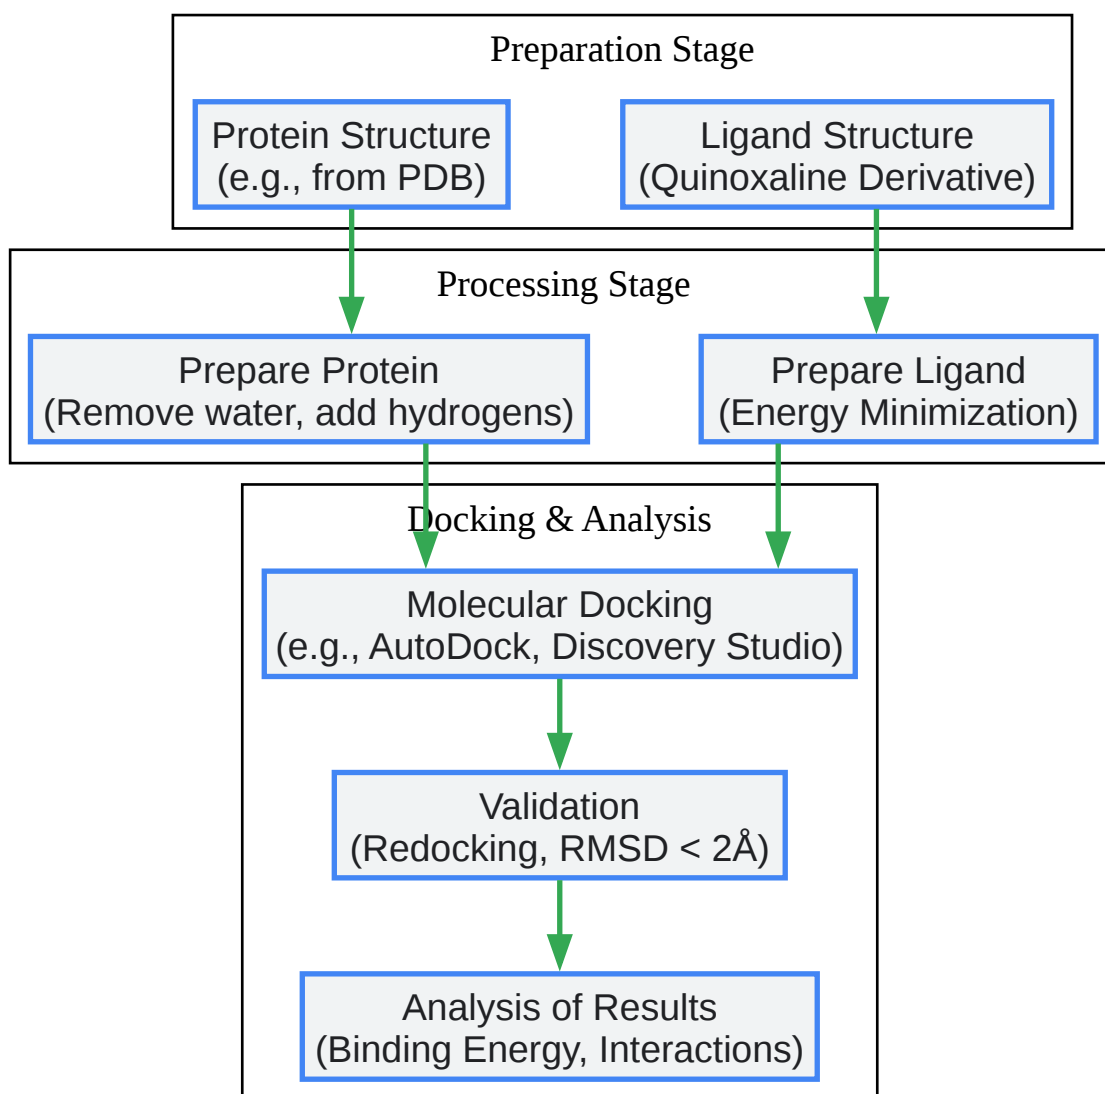 Preparation Stage
Protein Structure
(e.g., from PDB)
Ligand Structure
(Quinoxaline Derivative)
Processing Stage
Prepare Protein
(Remove water, add hydrogens)
Prepare Ligand
(Energy Minimization)
Docking & Analysis
Molecular Docking
(e.g., AutoDock, Discovery Studio)
Validation
(Redocking, RMSD < 2Å)
Analysis of Results
(Binding Energy, Interactions)